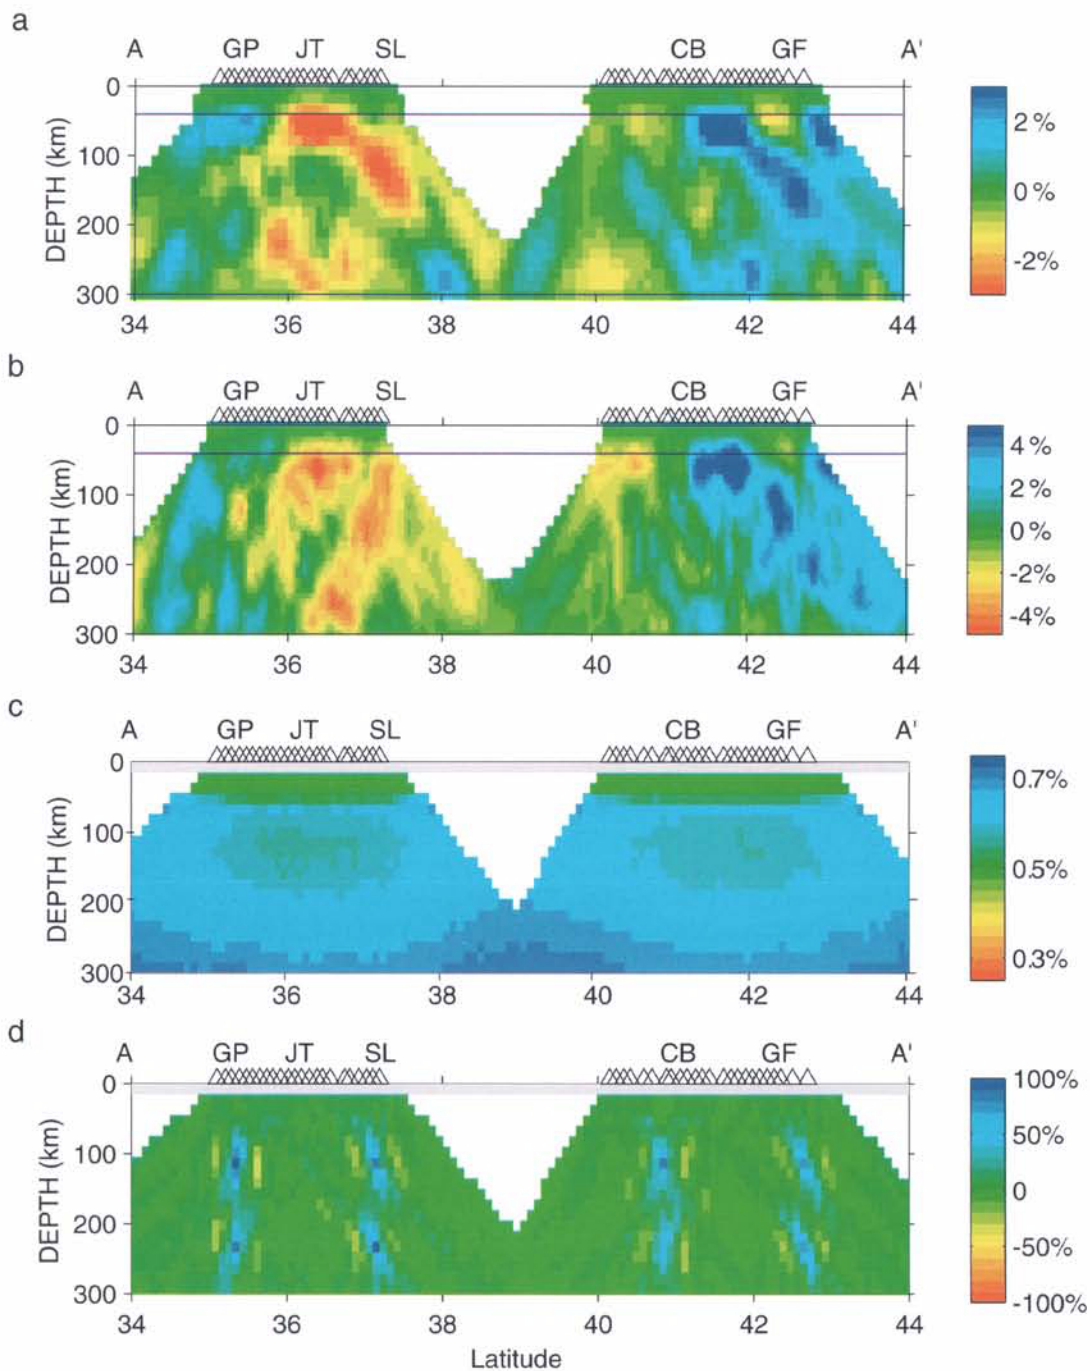 a
A GP JT SL CB GF A'
0
100
200
300
DEPTH (km)
34 36 38 40 42 44
2%
0%
-2%
b
A GP JT SL CB GF A'
0
100
200
300
DEPTH (km)
34 36 38 40 42 44
4%
2%
0%
-2%
-4%
c
A GP JT SL CB GF A'
0
100
200
300
DEPTH (km)
34 36 38 40 42 44
0.7%
0.5%
0.3%
d
A GP JT SL CB GF A'
0
100
200
300
DEPTH (km)
34 36 38 40 42 44
Latitude
100%
50%
0
-50%
-100%